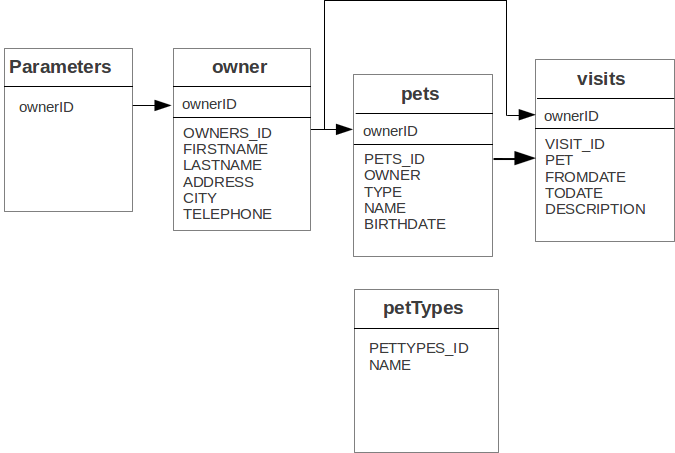 Parameters
ownerID
owner
ownerID
OWNERS_ID
FIRSTNAME
LASTNAME
ADDRESS
CITY
TELEPHONE
pets
ownerID
PETS_ID
OWNER
TYPE
NAME
BIRTHDATE
visits
ownerID
VISIT_ID
PET
FROMDATE
TODATE
DESCRIPTION
petTypes
PETTYPES_ID
NAME